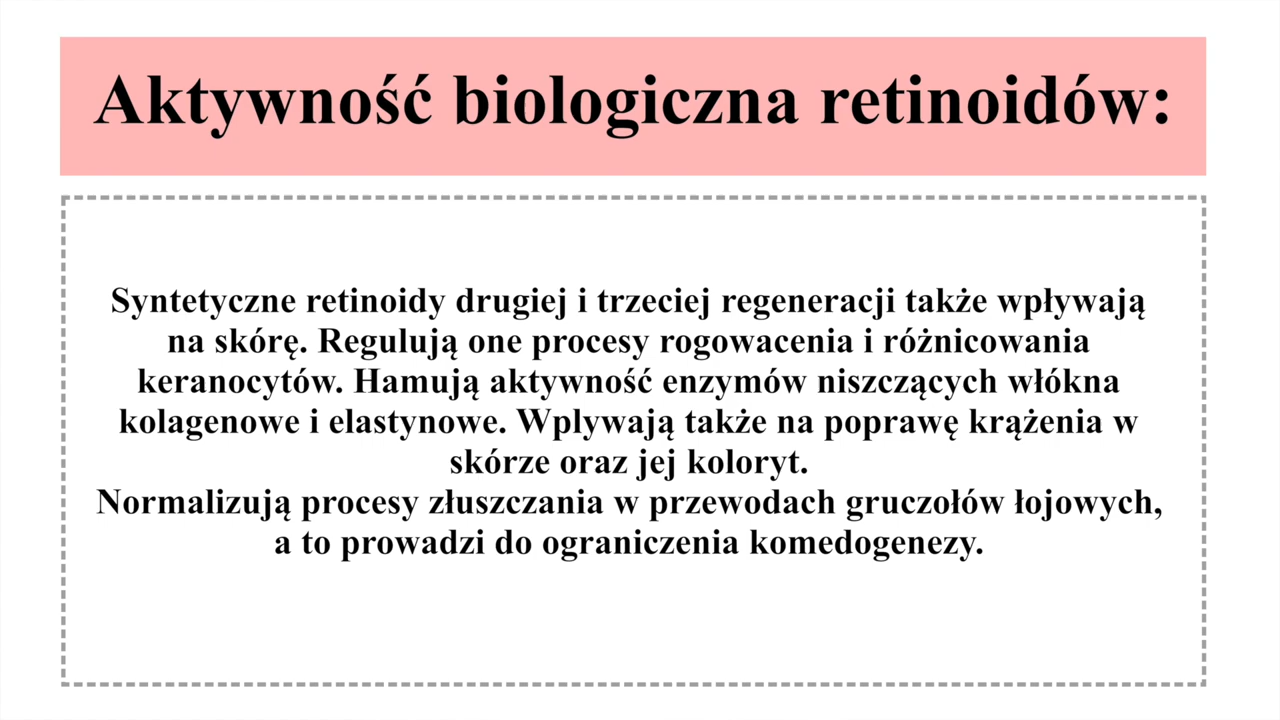 Aktywność biologiczna retinoidów:
Syntetyczne retinoidy drugiej i trzeciej regeneracji także wpływają
na skórę. Regulują one procesy rogowacenia i różnicowania
keranocytów. Hamują aktywność enzymów niszczących włókna
kolagenowe i elastynowe. Wplywają także na poprawę krążenia w
skórze oraz jej koloryt.
Normalizują procesy złuszczania w przewodach gruczołów łojowych,
a to prowadzi do ograniczenia komedogenezy.